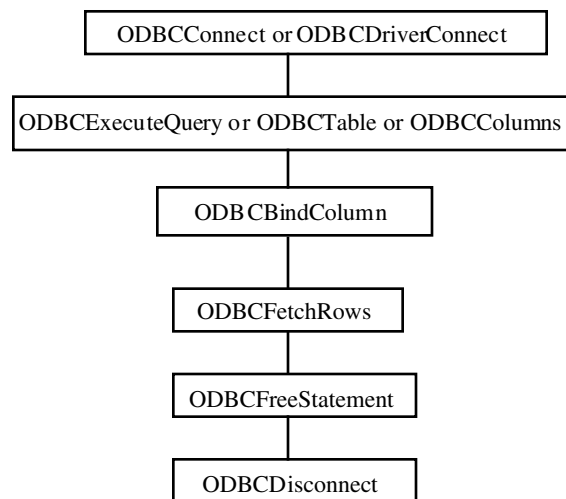 ODBCConnect or ODBCDriverConnect
ODBCExecuteQuery or ODBCTable or ODBCColumns
ODBCBindColumn
ODBCFetchRows
ODBCFreeStatement
ODBCDisconnect